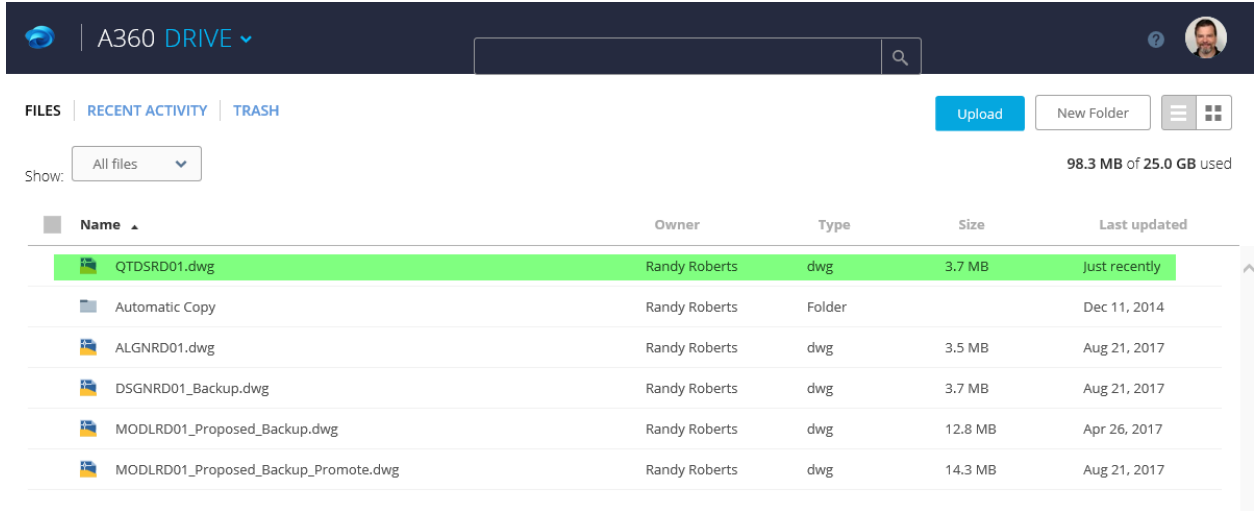 A360 DRIVE
?
FILES RECENT ACTIVITY TRASH
Upload New Folder
Show: All files
98.3 MB of 25.0 GB used
Name Owner Type Size Last updated
QTDSRD01.dwg Randy Roberts dwg 3.7 MB Just recently
Automatic Copy Randy Roberts Folder Dec 11, 2014
ALGNRD01.dwg Randy Roberts dwg 3.5 MB Aug 21, 2017
DSGNRD01_Backup.dwg Randy Roberts dwg 3.7 MB Aug 21, 2017
MODLRD01_Proposed_Backup.dwg Randy Roberts dwg 12.8 MB Apr 26, 2017
MODLRD01_Proposed_Backup_Promote.dwg Randy Roberts dwg 14.3 MB Aug 21, 2017